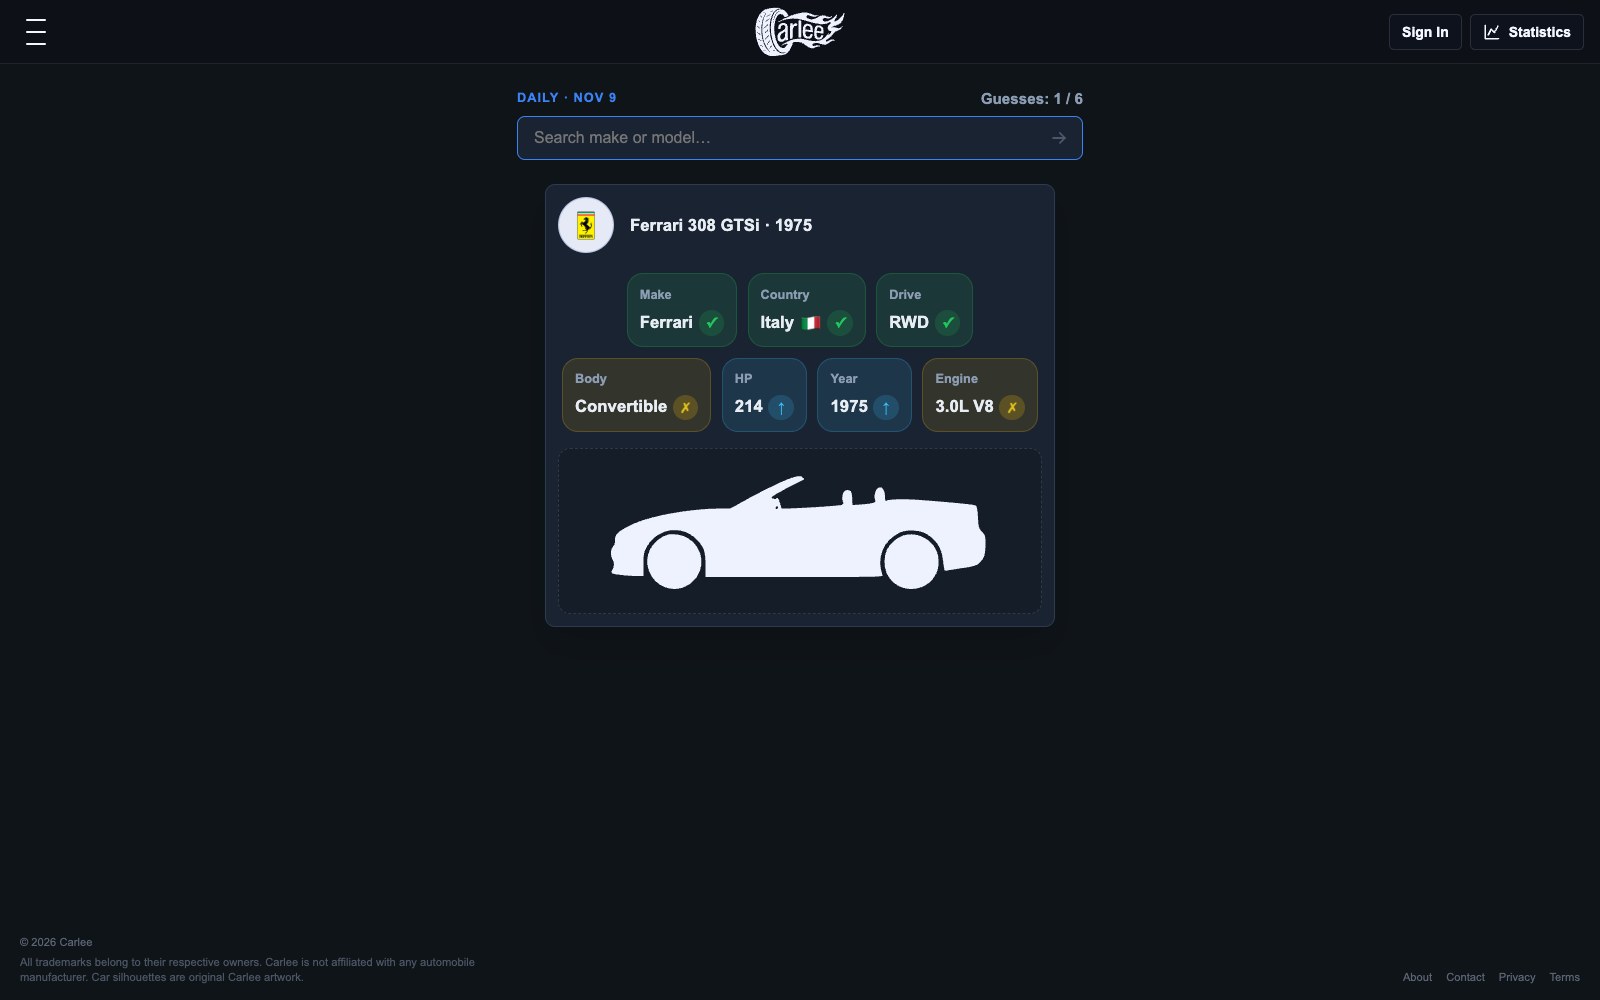 Carlee
Sign In
Statistics
DAILY · NOV 9
Guesses: 1 / 6
Search make or model...
Ferrari 308 GTSi · 1975
Make
Ferrari ✓
Country
Italy 🇮🇹 ✓
Drive
RWD ✓
Body
Convertible ✗
HP
214 ↑
Year
1975 ↑
Engine
3.0L V8 ✗
© 2026 Carlee
All trademarks belong to their respective owners. Carlee is not affiliated with any automobile
manufacturer. Car silhouettes are original Carlee artwork.
About Contact Privacy Terms